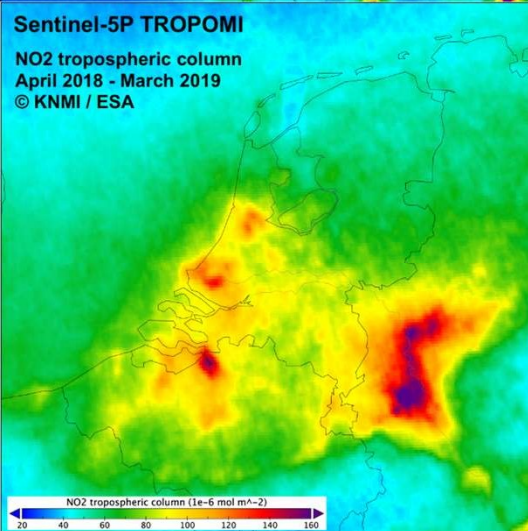 Sentinel-5P TROPOMI
NO2 tropospheric column
April 2018 - March 2019
© KNMI / ESA
NO2 tropospheric column (1e-6 mol m^-2)
20 40 60 80 100 120 140 160